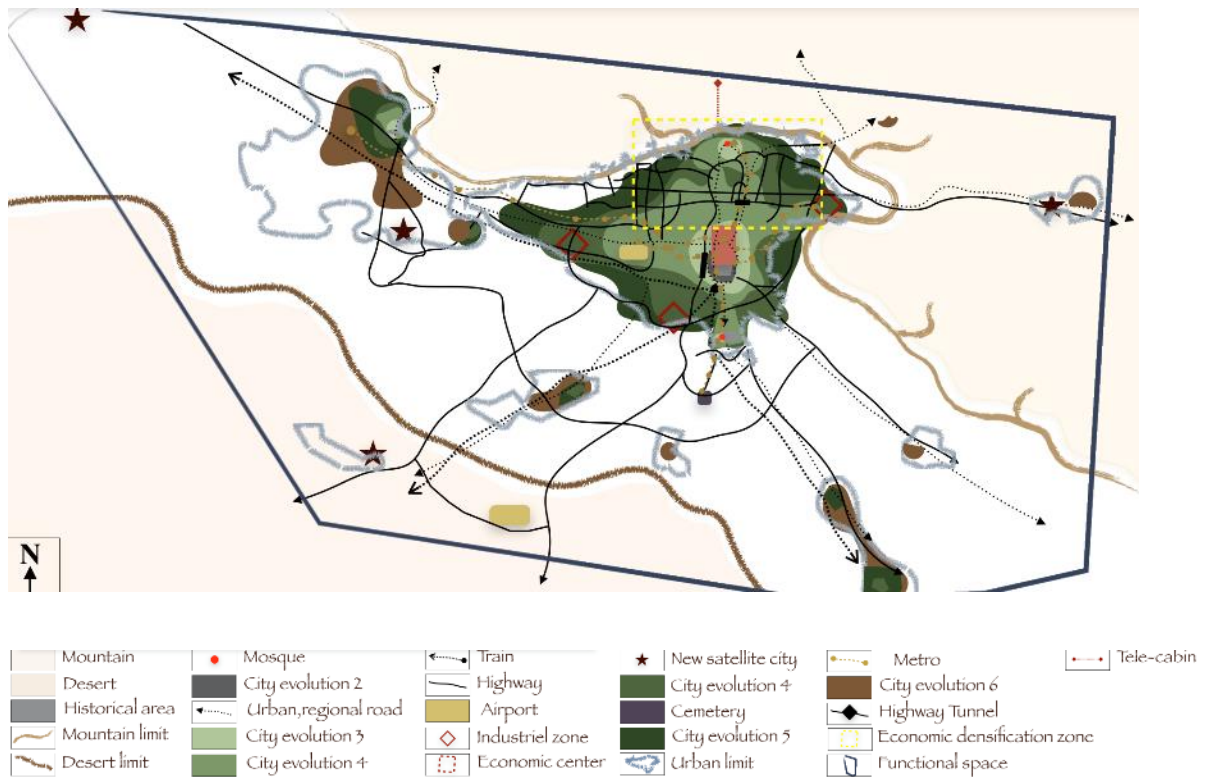 N
Mountain
Mosque
Train
New satellite city
Metro
Tele-cabin
Desert
City evolution 2
Highway
City evolution 4
City evolution 6
Historical area
Urban,regional road
Airport
Cemetery
Highway Tunnel
Mountain limit
City evolution 3
Industriel zone
City evolution 5
Economic densification zone
Desert limit
City evolution 4
Economic center
Urban limit
Functional space